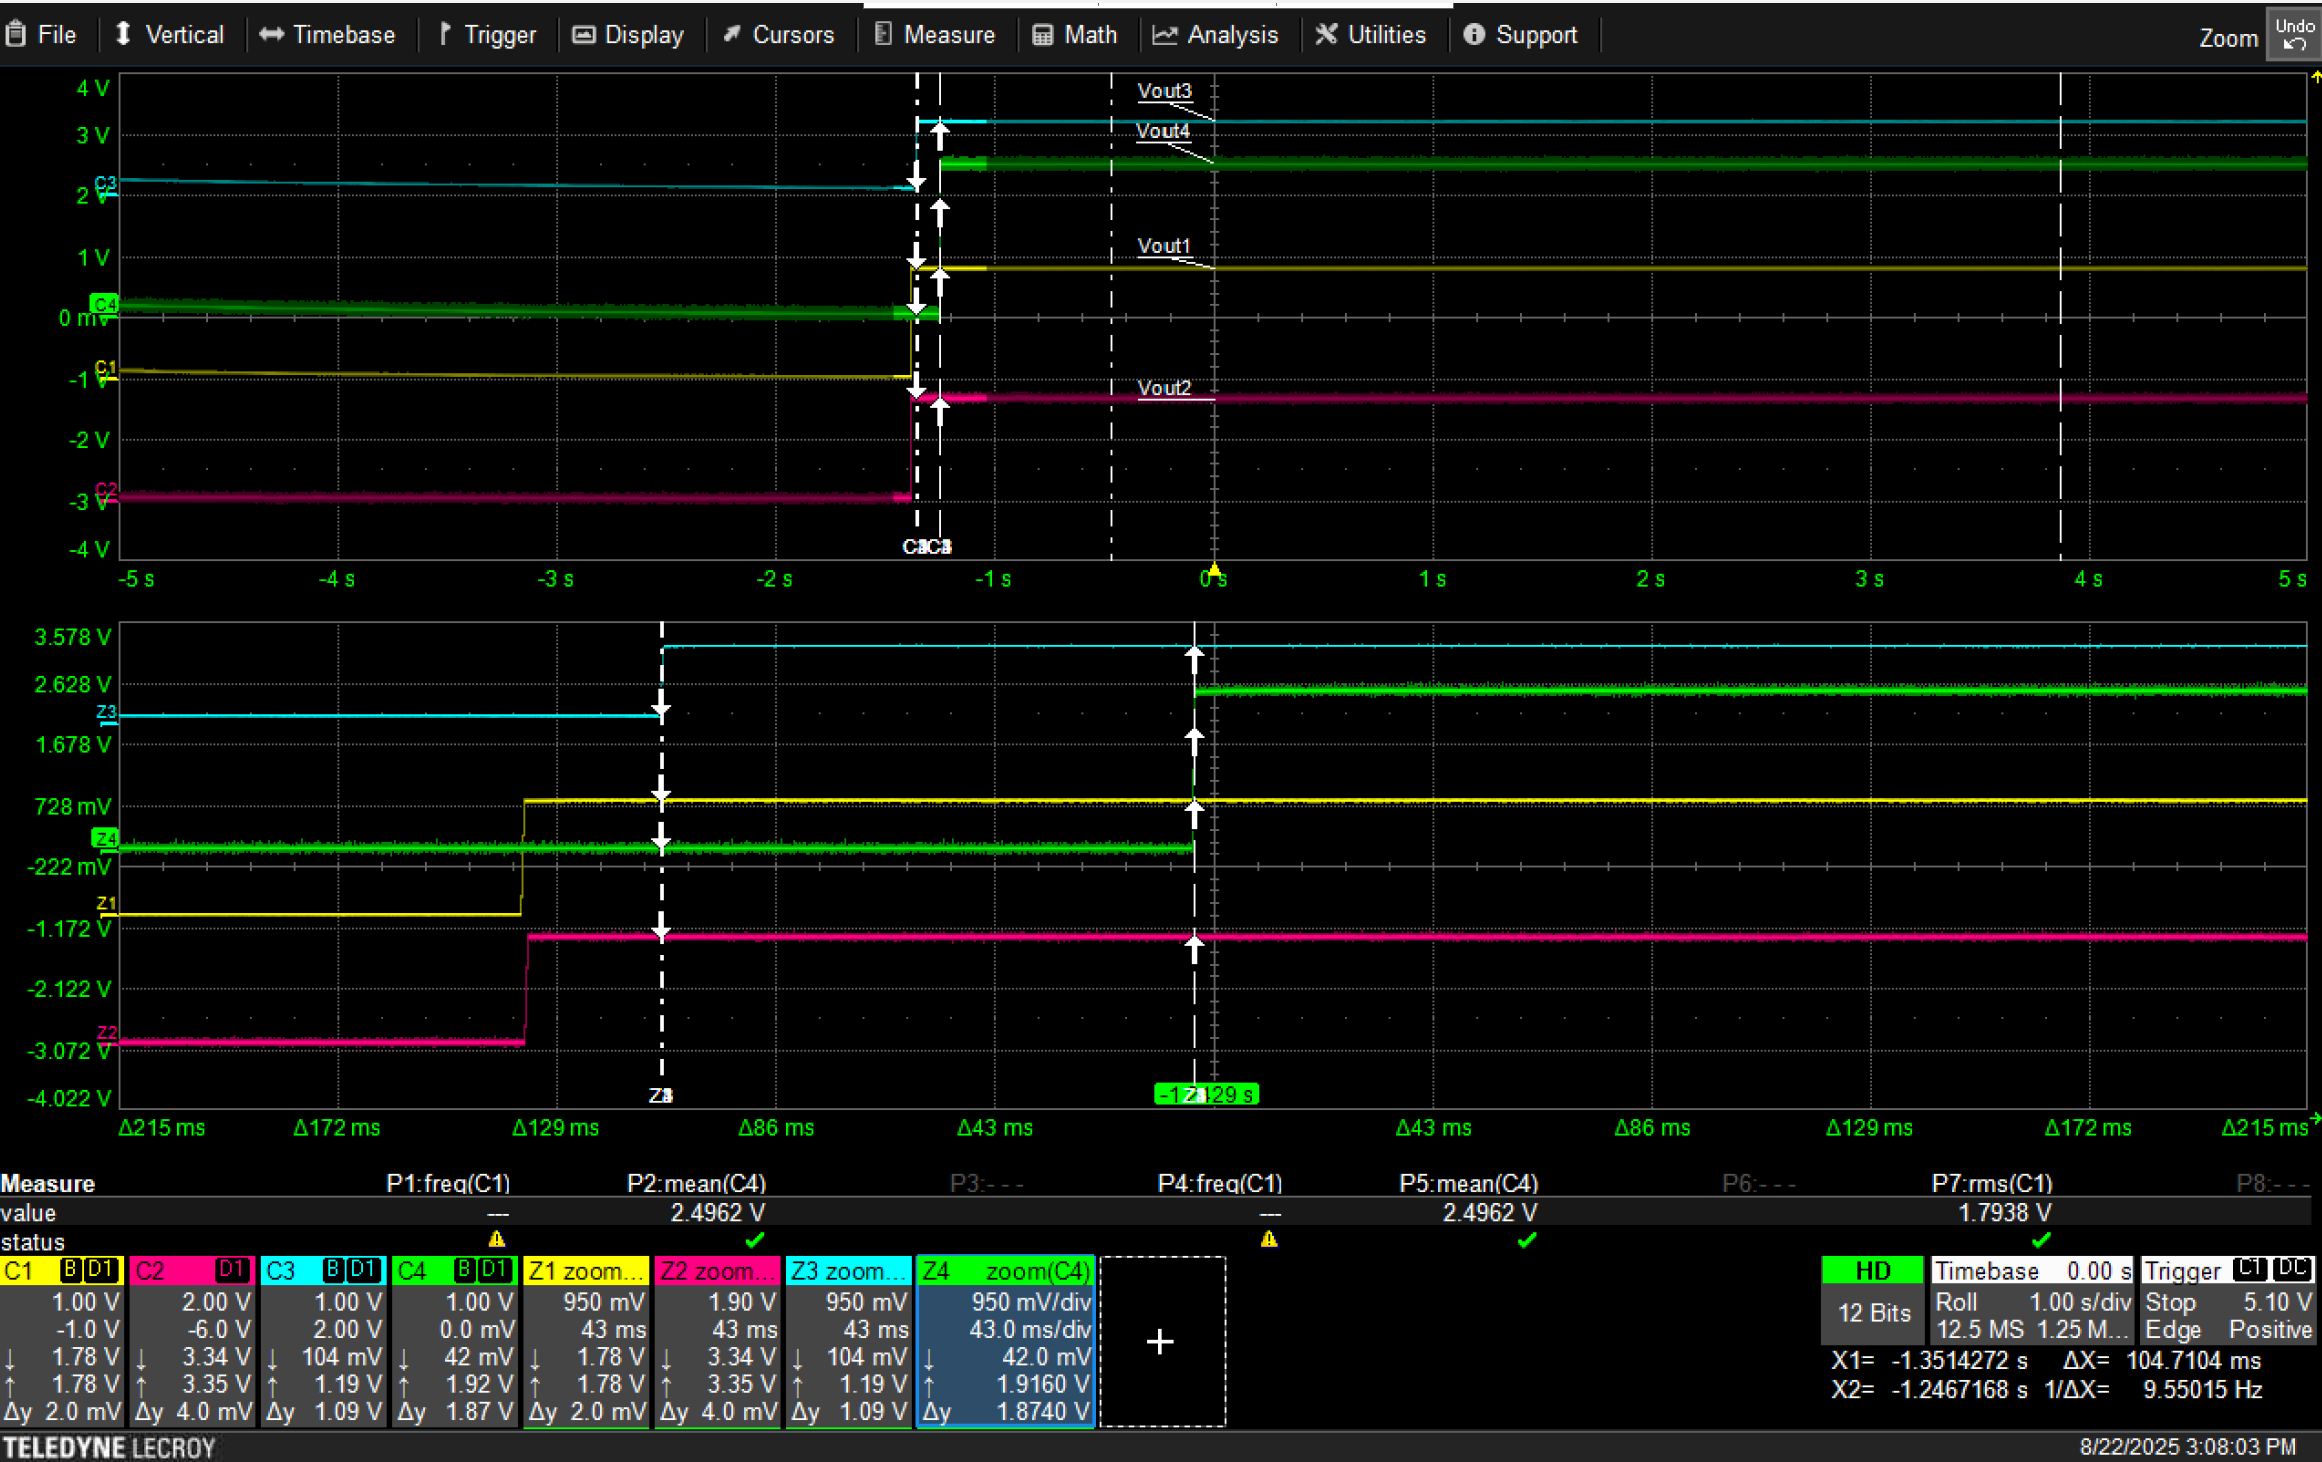 File Vertical Timebase Trigger Display Cursors Measure Math Analysis Utilities Support Zoom Undo
4 V
Vout3
3 V
Vout4
C3
2 V
Vout1
1 V
C4
0 mV
C1
-1 V
Vout2
-2 V
C2
-3 V
-4 V
-5 s -4 s -3 s -2 s -1 s 0 s 1 s 2 s 3 s 4 s 5 s
3.578 V
2.628 V
Z3
1.678 V
728 mV
Z4
-222 mV
Z1
-1.172 V
-2.122 V
Z2
-3.072 V
-4.022 V
Δ215 ms Δ172 ms Δ129 ms Δ86 ms Δ43 ms Δ43 ms Δ86 ms Δ129 ms Δ172 ms Δ215 ms
Measure P1:freq(C1) P2:mean(C4) P3:- - - P4:freq(C1) P5:mean(C4) P6:- - - P7:rms(C1) P8:- - -
value --- 2.4962 V --- 2.4962 V 1.7938 V
status
C1 B D1 C2 D1 C3 B D1 C4 B D1 Z1 zoom... Z2 zoom... Z3 zoom... Z4 zoom(C4) HD Timebase 0.00 s Trigger C1 DC
1.00 V 2.00 V 1.00 V 1.00 V 950 mV 1.90 V 950 mV 950 mV/div 12 Bits Roll 1.00 s/div Stop 5.10 V
-1.0 V -6.0 V 2.00 V 0.0 mV 43 ms 43 ms 43 ms 43.0 ms/div 12.5 MS 1.25 M... Edge Positive
↓ 1.78 V ↓ 3.34 V ↓ 104 mV ↓ 42 mV ↓ 1.78 V ↓ 3.34 V ↓ 104 mV ↓ 42.0 mV X1= -1.3514272 s ΔX= 104.7104 ms
↑ 1.78 V ↑ 3.35 V ↑ 1.19 V ↑ 1.92 V ↑ 1.78 V ↑ 3.35 V ↑ 1.19 V ↑ 1.9160 V X2= -1.2467168 s 1/ΔX= 9.55015 Hz
Δy 2.0 mV Δy 4.0 mV Δy 1.09 V Δy 1.87 V Δy 2.0 mV Δy 4.0 mV Δy 1.09 V Δy 1.8740 V
TELEDYNE LECROY 8/22/2025 3:08:03 PM